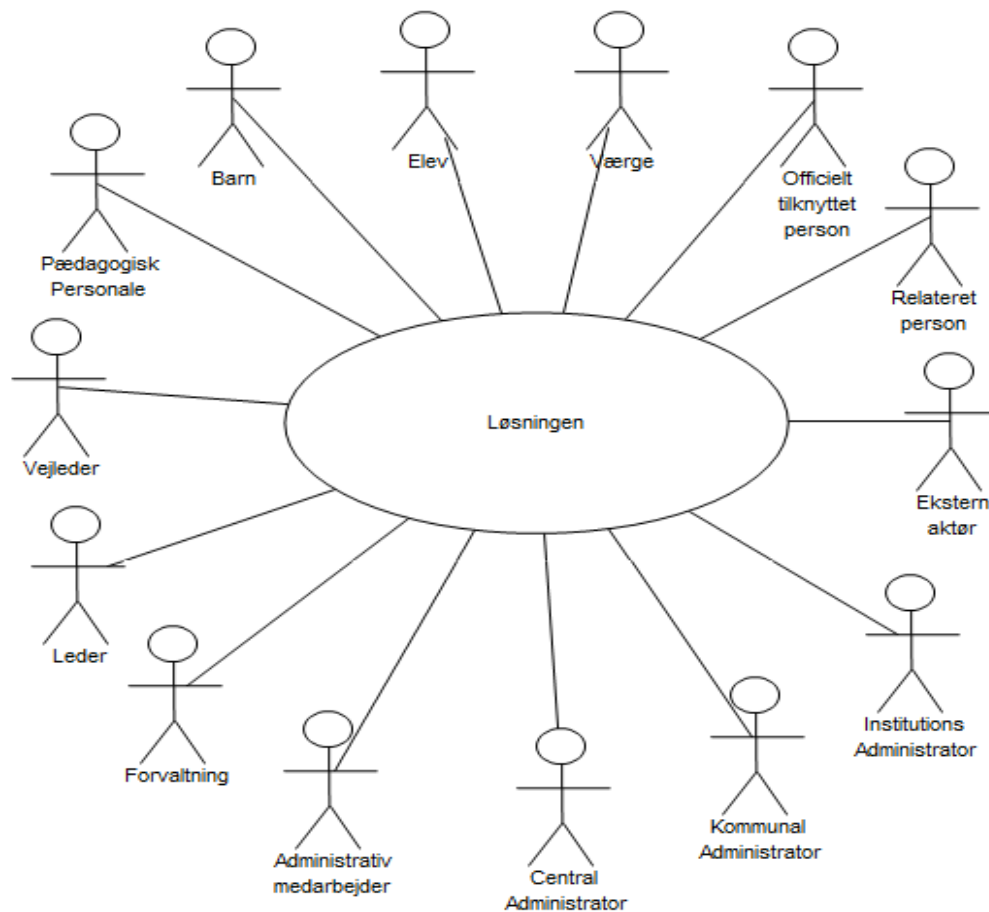 Barn
Elev
Værge
Officielt
tilknyttet
person
Pædagogisk
Personale
Relateret
person
Løsningen
Vejleder
Ekstern
aktør
Leder
Institutions
Administrator
Forvaltning
Kommunal
Administrator
Administrativ
medarbejder
Central
Administrator